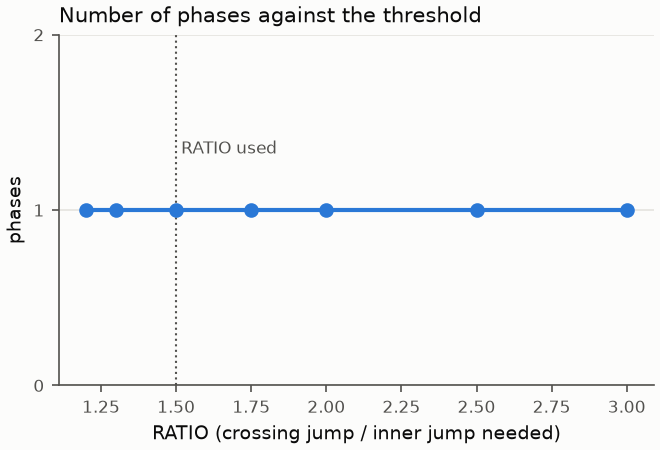 Number of phases against the threshold
2
1
0
phases
RATIO used
1.25 1.50 1.75 2.00 2.25 2.50 2.75 3.00
RATIO (crossing jump / inner jump needed)